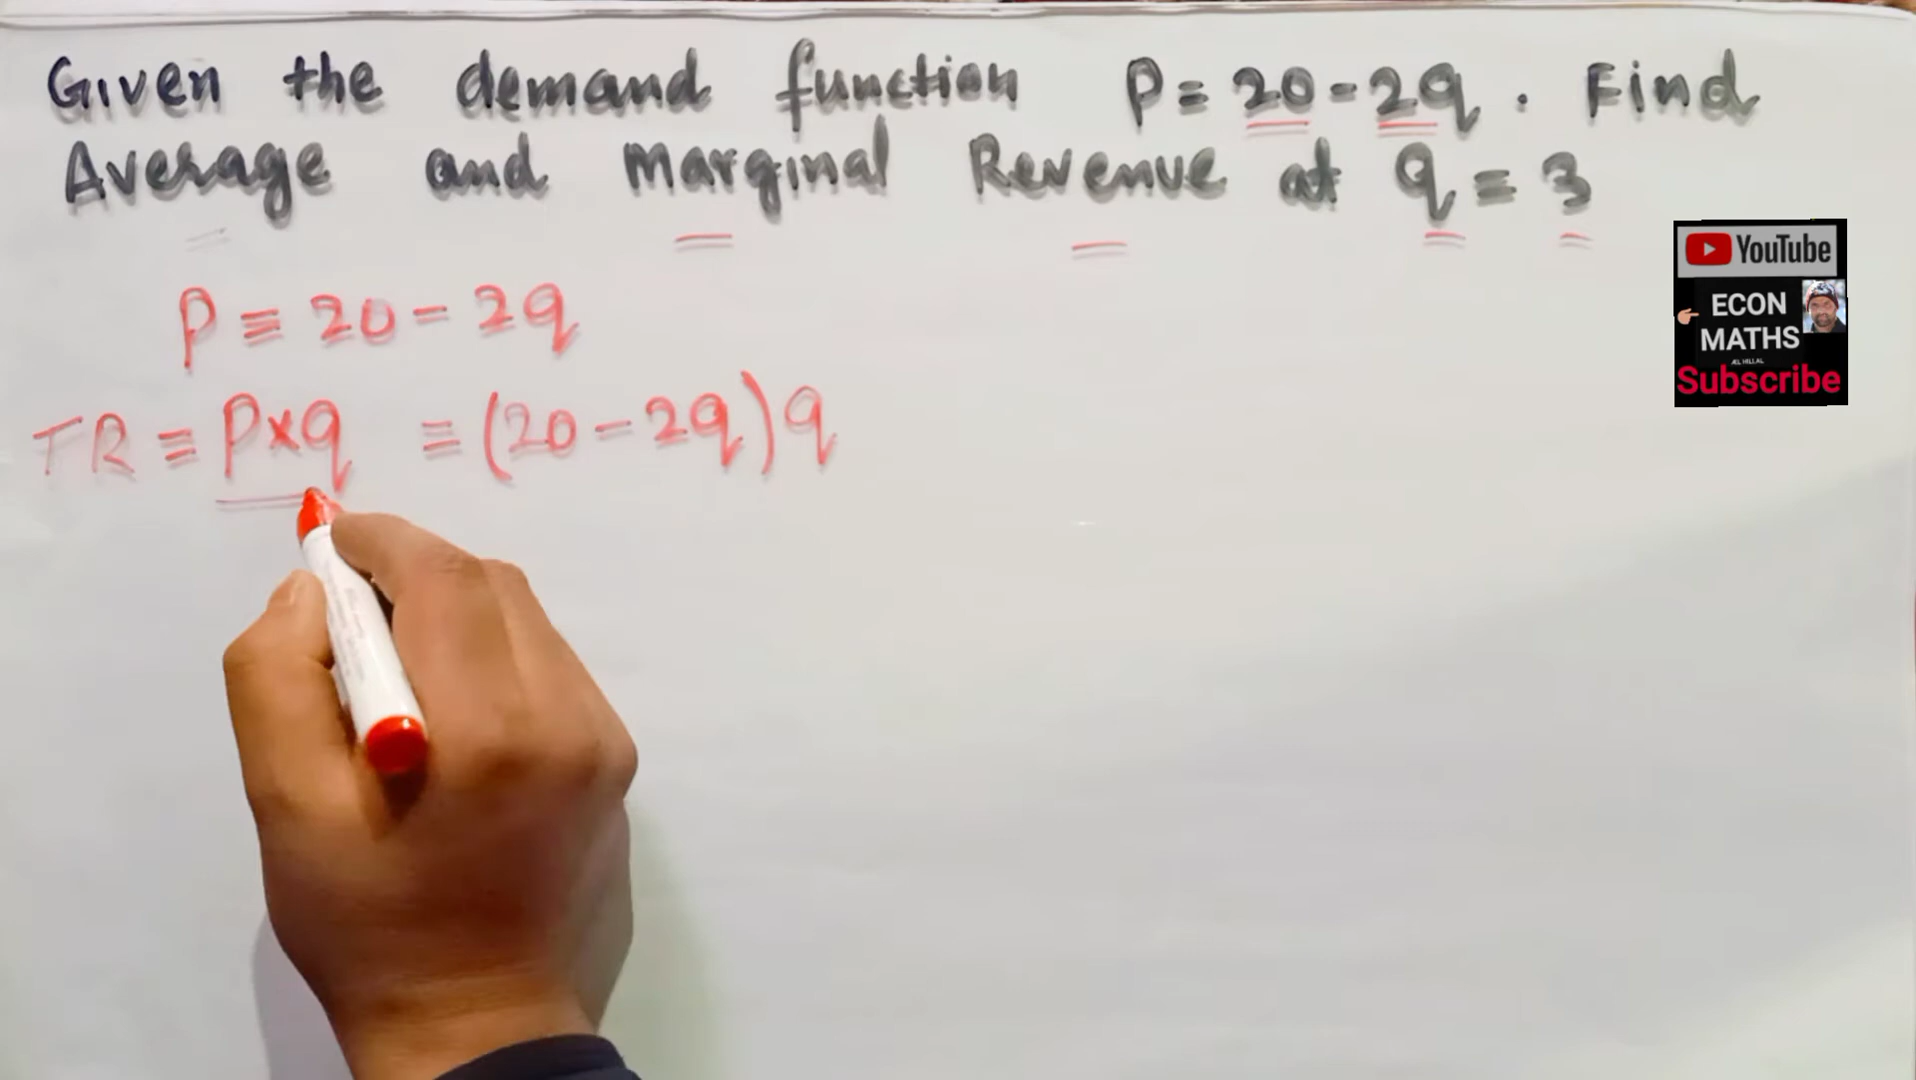 Given the demand function P = 20 - 2q . Find
Average and Marginal Revenue at q = 3
P = 20 - 2q
TR = P×q = (20 - 2q) q
YouTube
ECON
MATHS
Subscribe